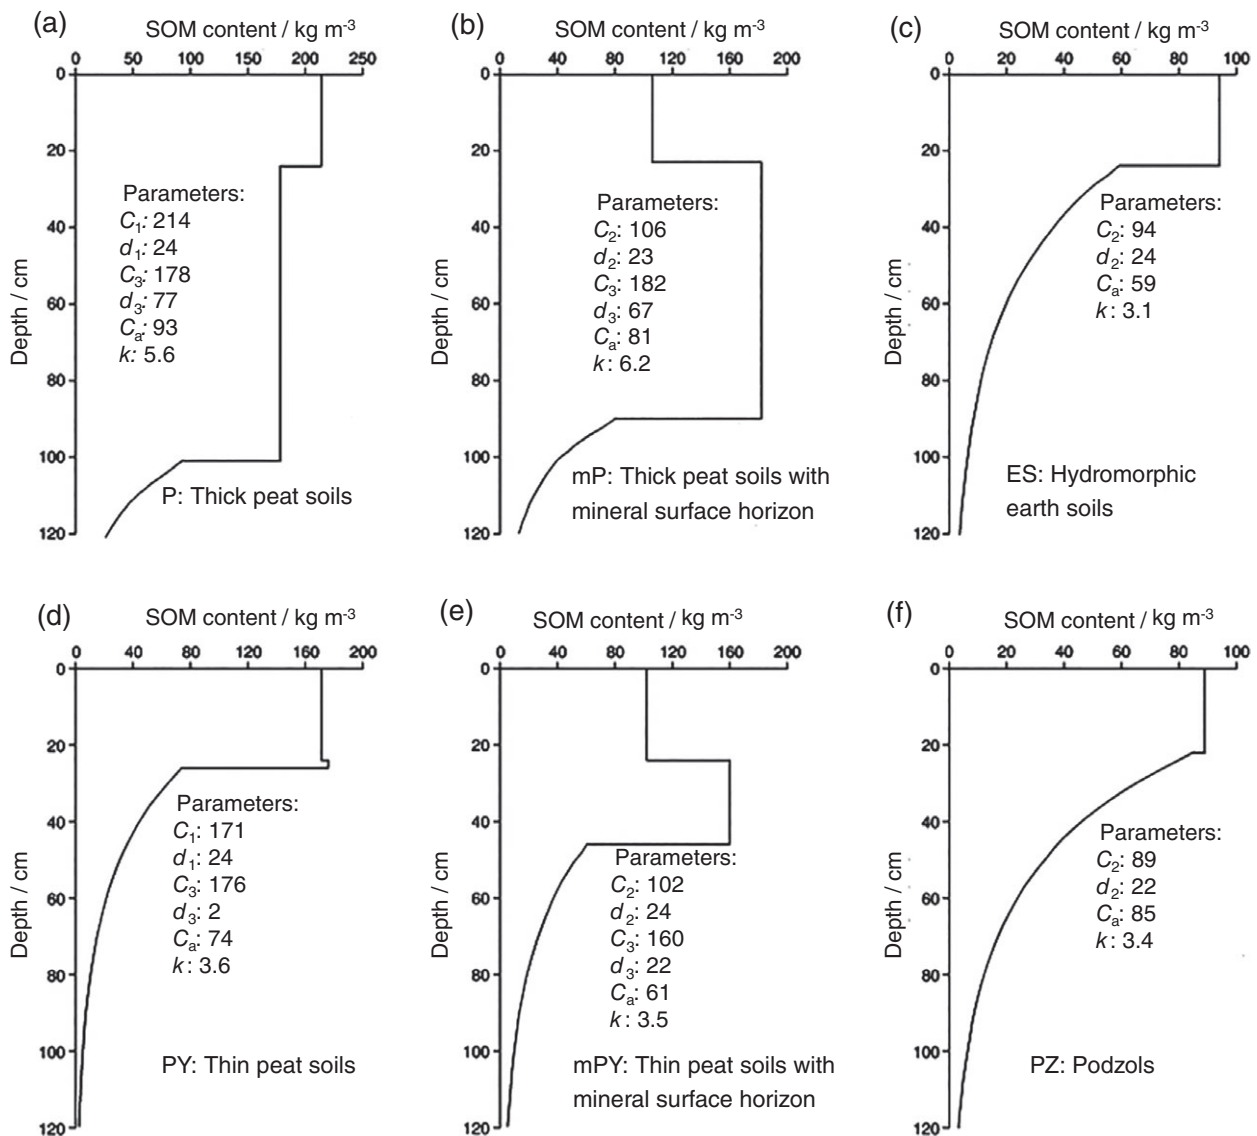 (a)
SOM content / kg m-3
0 50 100 150 200 250
0
20
40
60
80
100
120
Depth / cm
Parameters:
C1: 214
d1: 24
C3: 178
d3: 77
Ca: 93
k: 5.6
P: Thick peat soils
(b)
SOM content / kg m-3
0 40 80 120 160 200
0
20
40
60
80
100
120
Depth / cm
Parameters:
C2: 106
d2: 23
C3: 182
d3: 67
Ca: 81
k: 6.2
mP: Thick peat soils with
mineral surface horizon
(c)
SOM content / kg m-3
0 20 40 60 80 100
0
20
40
60
80
100
120
Depth / cm
Parameters:
C2: 94
d2: 24
Ca: 59
k: 3.1
ES: Hydromorphic
earth soils
(d)
SOM content / kg m-3
0 40 80 120 160 200
0
20
40
60
80
100
120
Depth / cm
Parameters:
C1: 171
d1: 24
C3: 176
d3: 2
Ca: 74
k: 3.6
PY: Thin peat soils
(e)
SOM content / kg m-3
0 40 80 120 160 200
0
20
40
60
80
100
120
Depth / cm
Parameters:
C2: 102
d2: 24
C3: 160
d3: 22
Ca: 61
k: 3.5
mPY: Thin peat soils with
mineral surface horizon
(f)
SOM content / kg m-3
0 20 40 60 80 100
0
20
40
60
80
100
120
Depth / cm
Parameters:
C2: 89
d2: 22
Ca: 85
k: 3.4
PZ: Podzols